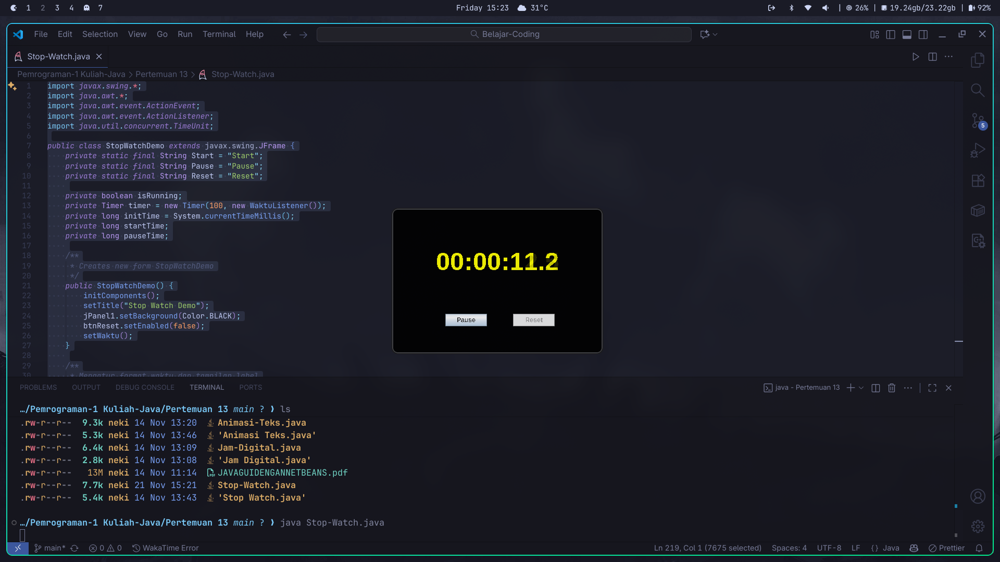 1 2 3 4 7 Friday 15:23 31°C 26% | 19.24gb/23.22gb | 92%
File Edit Selection View Go Run Terminal Help Belajar-Coding
Stop-Watch.java
Pemrograman-1 Kuliah-Java > Pertemuan 13 > Stop-Watch.java
1 import javax.swing.*;
2 import java.awt.*;
3 import java.awt.event.ActionEvent;
4 import java.awt.event.ActionListener;
5 import java.util.concurrent.TimeUnit;
6
7 public class StopWatchDemo extends javax.swing.JFrame {
8 private static final String Start = "Start";
9 private static final String Pause = "Pause";
10 private static final String Reset = "Reset";
11
12 private boolean isRunning;
13 private Timer timer = new Timer(100, new WaktuListener());
14 private long initTime = System.currentTimeMillis();
15 private long startTime;
16 private long pauseTime;
17
18 /**
19 * Creates new form StopWatchDemo
20 */
21 public StopWatchDemo() {
22 initComponents();
23 setTitle("Stop Watch Demo");
24 jPanel1.setBackground(Color.BLACK);
25 btnReset.setEnabled(false);
26 setWaktu();
27 }
28
29 /**
30 * Mengatur format waktu dan tampilan label
5
00:00:11.2
Pause Reset
PROBLEMS OUTPUT DEBUG CONSOLE TERMINAL PORTS java - Pertemuan 13
…/Pemrograman-1 Kuliah-Java/Pertemuan 13 main ? ❯ ls
.rw-r--r-- 9.3k neki 14 Nov 13:20 Animasi-Teks.java
.rw-r--r-- 5.3k neki 14 Nov 13:46 'Animasi Teks.java'
.rw-r--r-- 6.4k neki 14 Nov 13:09 Jam-Digital.java
.rw-r--r-- 2.8k neki 14 Nov 13:08 'Jam Digital.java'
.rw-r--r-- 13M neki 14 Nov 11:14 JAVAGUIDENGANNETBEANS.pdf
.rw-r--r-- 7.7k neki 21 Nov 15:21 Stop-Watch.java
.rw-r--r-- 5.4k neki 14 Nov 13:43 'Stop Watch.java'
…/Pemrograman-1 Kuliah-Java/Pertemuan 13 main ? ❯ java Stop-Watch.java
main* 0 0 WakaTime Error Ln 219, Col 1 (7675 selected) Spaces: 4 UTF-8 LF {} Java Prettier